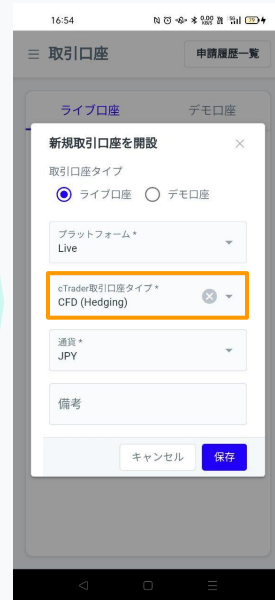 16:54
取引口座
申請履歴一覧
ライブ口座
デモ口座
新規取引口座を開設
取引口座タイプ
ライブ口座
デモ口座
プラットフォーム *
Live
cTrader取引口座タイプ *
CFD (Hedging)
通貨 *
JPY
備考
キャンセル
保存